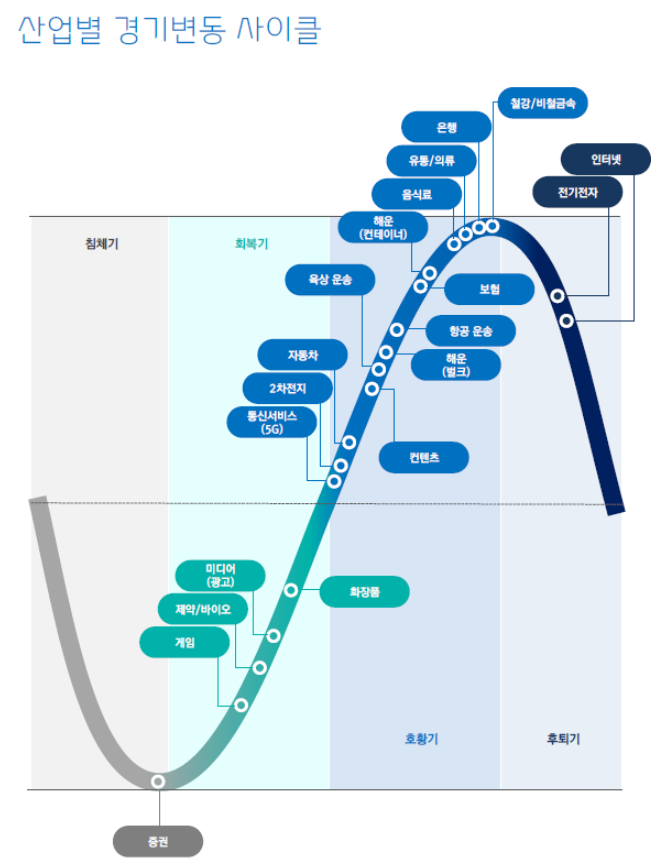 산업별 경기변동 사이클
철강/비철금속
은행
인터넷
유통/의류
전기전자
음식료
해운
(컨테이너)
침체기
회복기
육상 운송
보험
항공 운송
자동차
해운
(벌크)
2차전지
통신서비스
(5G)
컨텐츠
미디어
(광고)
화장품
제약/바이오
게임
호황기
후퇴기
증권